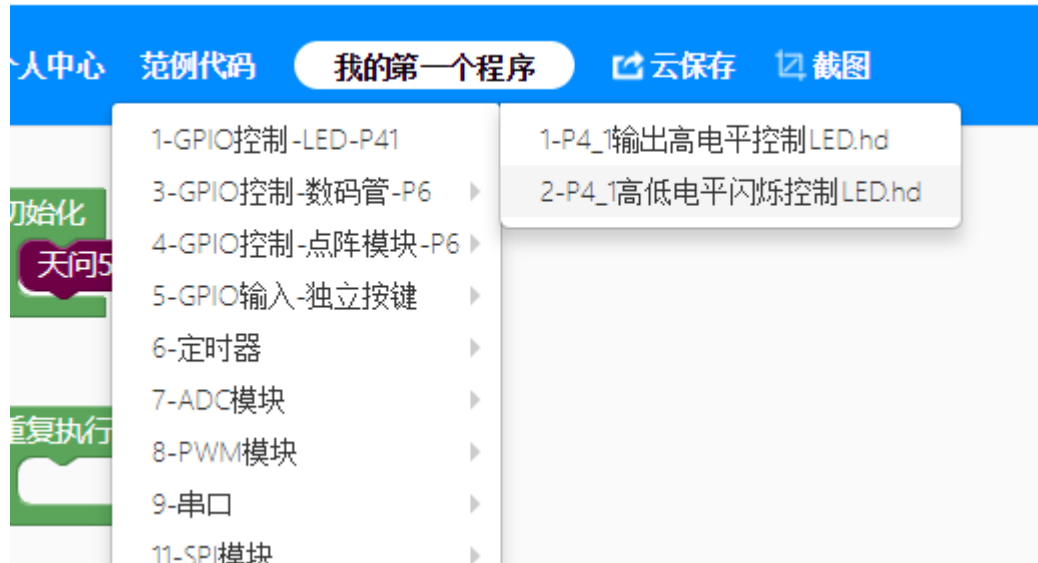 人中心 范例代码 我的第一个程序 云保存 截图
1-GPIO控制-LED-P41
3-GPIO控制-数码管-P6
4-GPIO控制-点阵模块-P6
5-GPIO输入-独立按键
6-定时器
7-ADC模块
8-PWM模块
9-串口
11-SPI模块
1-P4_1输出高电平控制LED.hd
2-P4_1高低电平闪烁控制LED.hd
初始化
天问5
重复执行